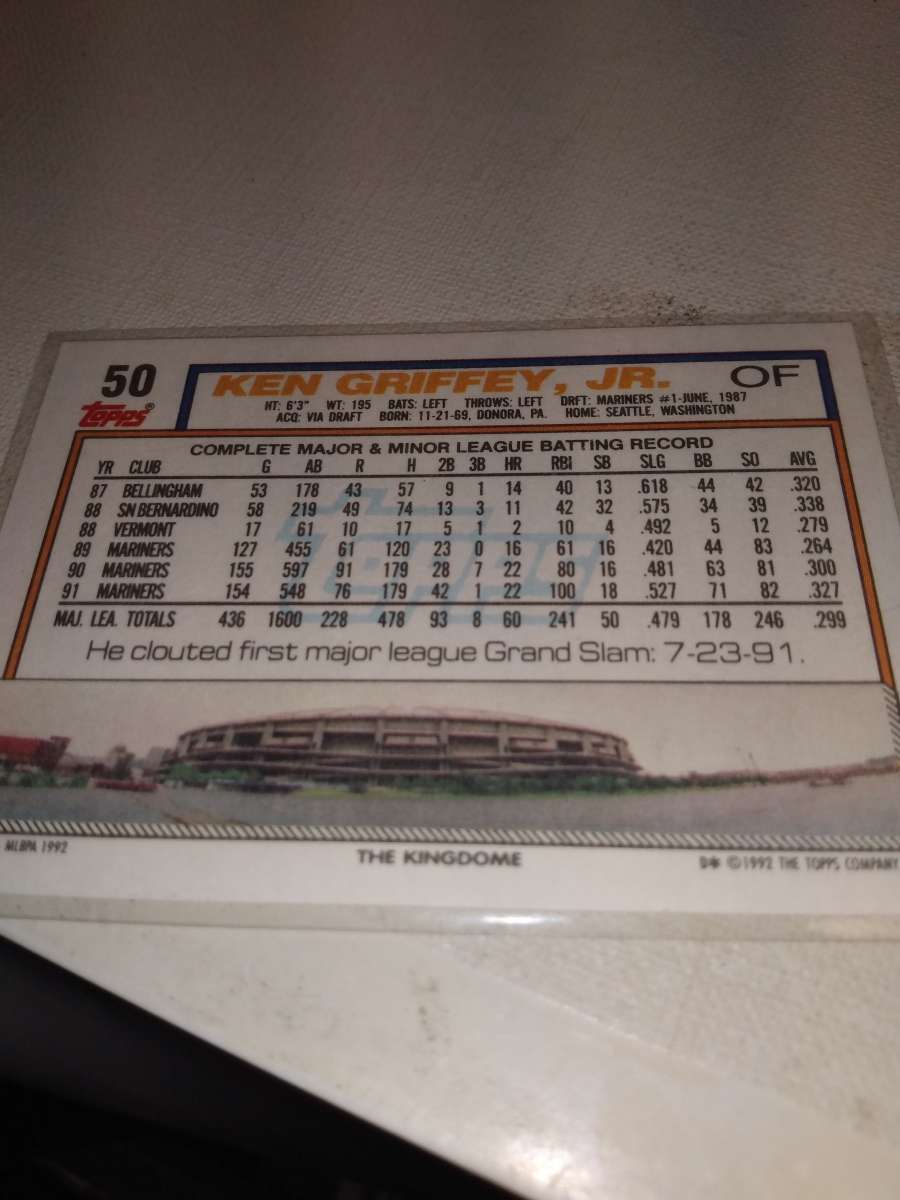 50 KEN GRIFFEY, JR. OF
Topps®
HT: 6'3" WT: 195 BATS: LEFT THROWS: LEFT DRFT: MARINERS #1-JUNE, 1987
ACQ: VIA DRAFT BORN: 11-21-69, DONORA, PA. HOME: SEATTLE, WASHINGTON
COMPLETE MAJOR & MINOR LEAGUE BATTING RECORD
YR CLUB G AB R H 2B 3B HR RBI SB SLG BB SO AVG
87 BELLINGHAM 53 178 43 57 9 1 14 40 13 .618 44 42 .320
88 SN BERNARDINO 58 219 49 74 13 3 11 42 32 .575 34 39 .338
88 VERMONT 17 61 10 17 5 1 2 10 4 .492 5 12 .279
89 MARINERS 127 455 61 120 23 0 16 61 16 .420 44 83 .264
90 MARINERS 155 597 91 179 28 7 22 80 16 .481 63 81 .300
91 MARINERS 154 548 76 179 42 1 22 100 18 .527 71 82 .327
MAJ. LEA. TOTALS 436 1600 228 478 93 8 60 241 50 .479 178 246 .299
Topps
He clouted first major league Grand Slam: 7-23-91.
MLBPA 1992
THE KINGDOME
D* ©1992 THE TOPPS COMPANY